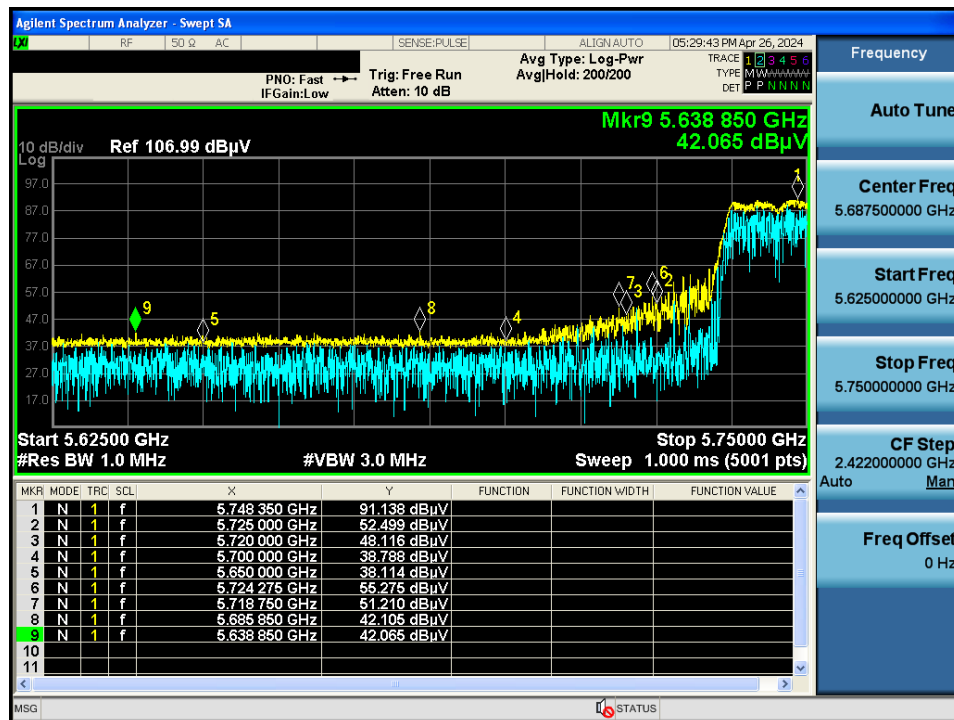 Agilent Spectrum Analyzer - Swept SA
LXI RF 50 Ω AC SENSE:PULSE ALIGN AUTO 05:29:43 PM Apr 26, 2024
PNO: Fast
IFGain:Low
Trig: Free Run
Atten: 10 dB
Avg Type: Log-Pwr
Avg|Hold: 200/200
TRACE 1 2 3 4 5 6
TYPE M W
DET P P N N N N
Mkr9 5.638 850 GHz
42.065 dBµV
10 dB/div
Log
Ref 106.99 dBµV
97.0
87.0
77.0
67.0
57.0
47.0
37.0
27.0
17.0
1
6
2
7
3
9
5
8
4
Start 5.62500 GHz
Stop 5.75000 GHz
#Res BW 1.0 MHz
#VBW 3.0 MHz
Sweep 1.000 ms (5001 pts)
MKR MODE TRC SCL X Y FUNCTION FUNCTION WIDTH FUNCTION VALUE
1 N 1 f 5.748 350 GHz 91.138 dBµV
2 N 1 f 5.725 000 GHz 52.499 dBµV
3 N 1 f 5.720 000 GHz 48.116 dBµV
4 N 1 f 5.700 000 GHz 38.788 dBµV
5 N 1 f 5.650 000 GHz 38.114 dBµV
6 N 1 f 5.724 275 GHz 55.275 dBµV
7 N 1 f 5.718 750 GHz 51.210 dBµV
8 N 1 f 5.685 850 GHz 42.105 dBµV
9 N 1 f 5.638 850 GHz 42.065 dBµV
10
11
MSG
STATUS
Frequency
Auto Tune
Center Freq
5.687500000 GHz
Start Freq
5.625000000 GHz
Stop Freq
5.750000000 GHz
CF Step
2.422000000 GHz
Auto Man
Freq Offset
0 Hz